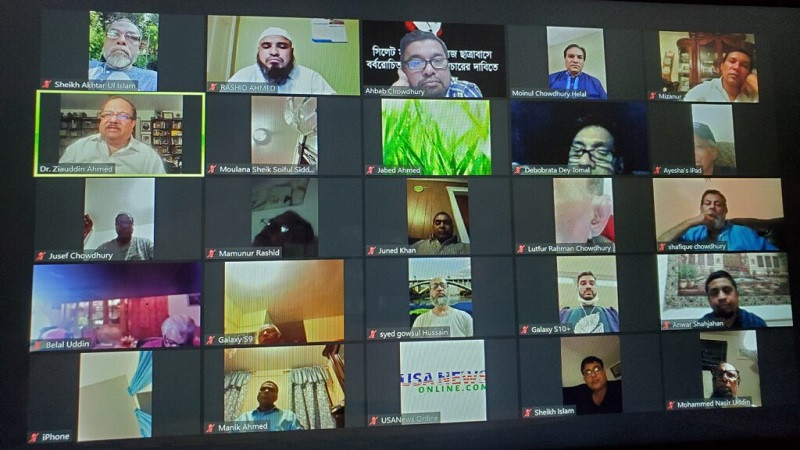 Sheikh Akhtar Ul Islam
RASHID AHMED
সিলেট
ছাত্রাবাসে
বর্বরোচিত
চারের দাবিতে
Ahbab Chowdhury
Moinul Chowdhury Helal
Mizanur
Dr. Ziauddin Ahmed
Moulana Sheik Soiful Sidd...
Jabed Ahmed
Debobrata Dey Tomal
Ayesha's iPad
Jusef Chowdhury
Mamunur Rashid
Juned Khan
Lutfur Rahman Chowdhury
shafique chowdhury
Belal Uddin
Galaxy S9
syed gowsul Hussain
Galaxy S10+
Anwar Shahjahan
iPhone
Manik Ahmed
USA NEWS
ONLINE.COM
USANews Online
Sheikh Islam
Mohammed Nasir Uddin